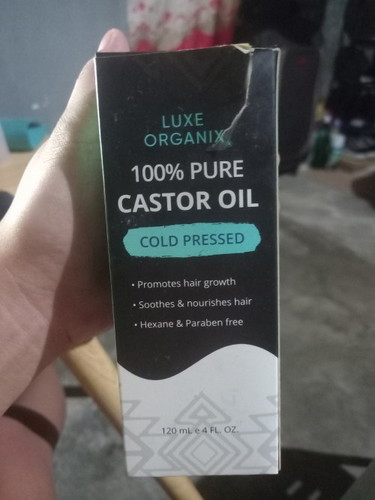 LUXE
ORGANIX
100% PURE
CASTOR OIL
COLD PRESSED
• Promotes hair growth
• Soothes & nourishes hair
• Hexane & Paraben free
120 mL e 4 FL. OZ.